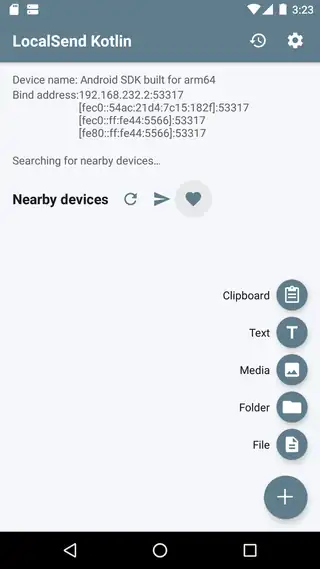 3:23
LocalSend Kotlin
Device name: Android SDK built for arm64
Bind address:192.168.232.2:53317
[fec0::54ac:21d4:7c15:182f]:53317
[fec0::ff:fe44:5566]:53317
[fe80::ff:fe44:5566]:53317
Searching for nearby devices…
Nearby devices
Clipboard
Text
Media
Folder
File